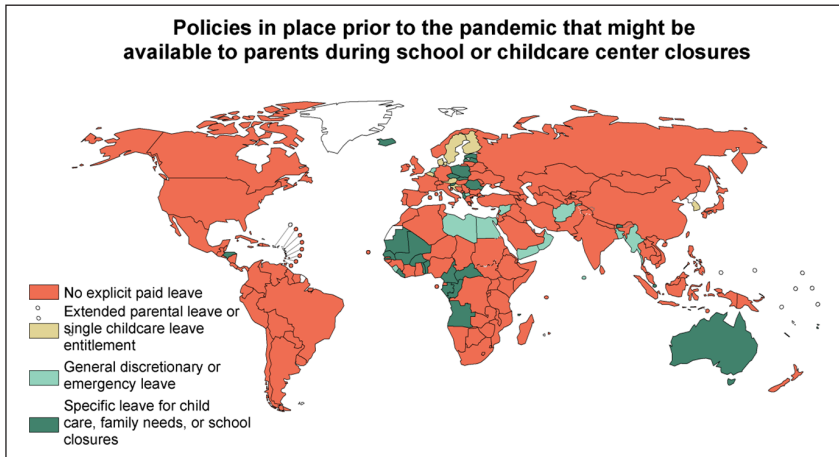 Policies in place prior to the pandemic that might be
available to parents during school or childcare center closures
No explicit paid leave
Extended parental leave or
single childcare leave
entitlement
General discretionary or
emergency leave
Specific leave for child
care, family needs, or school
closures